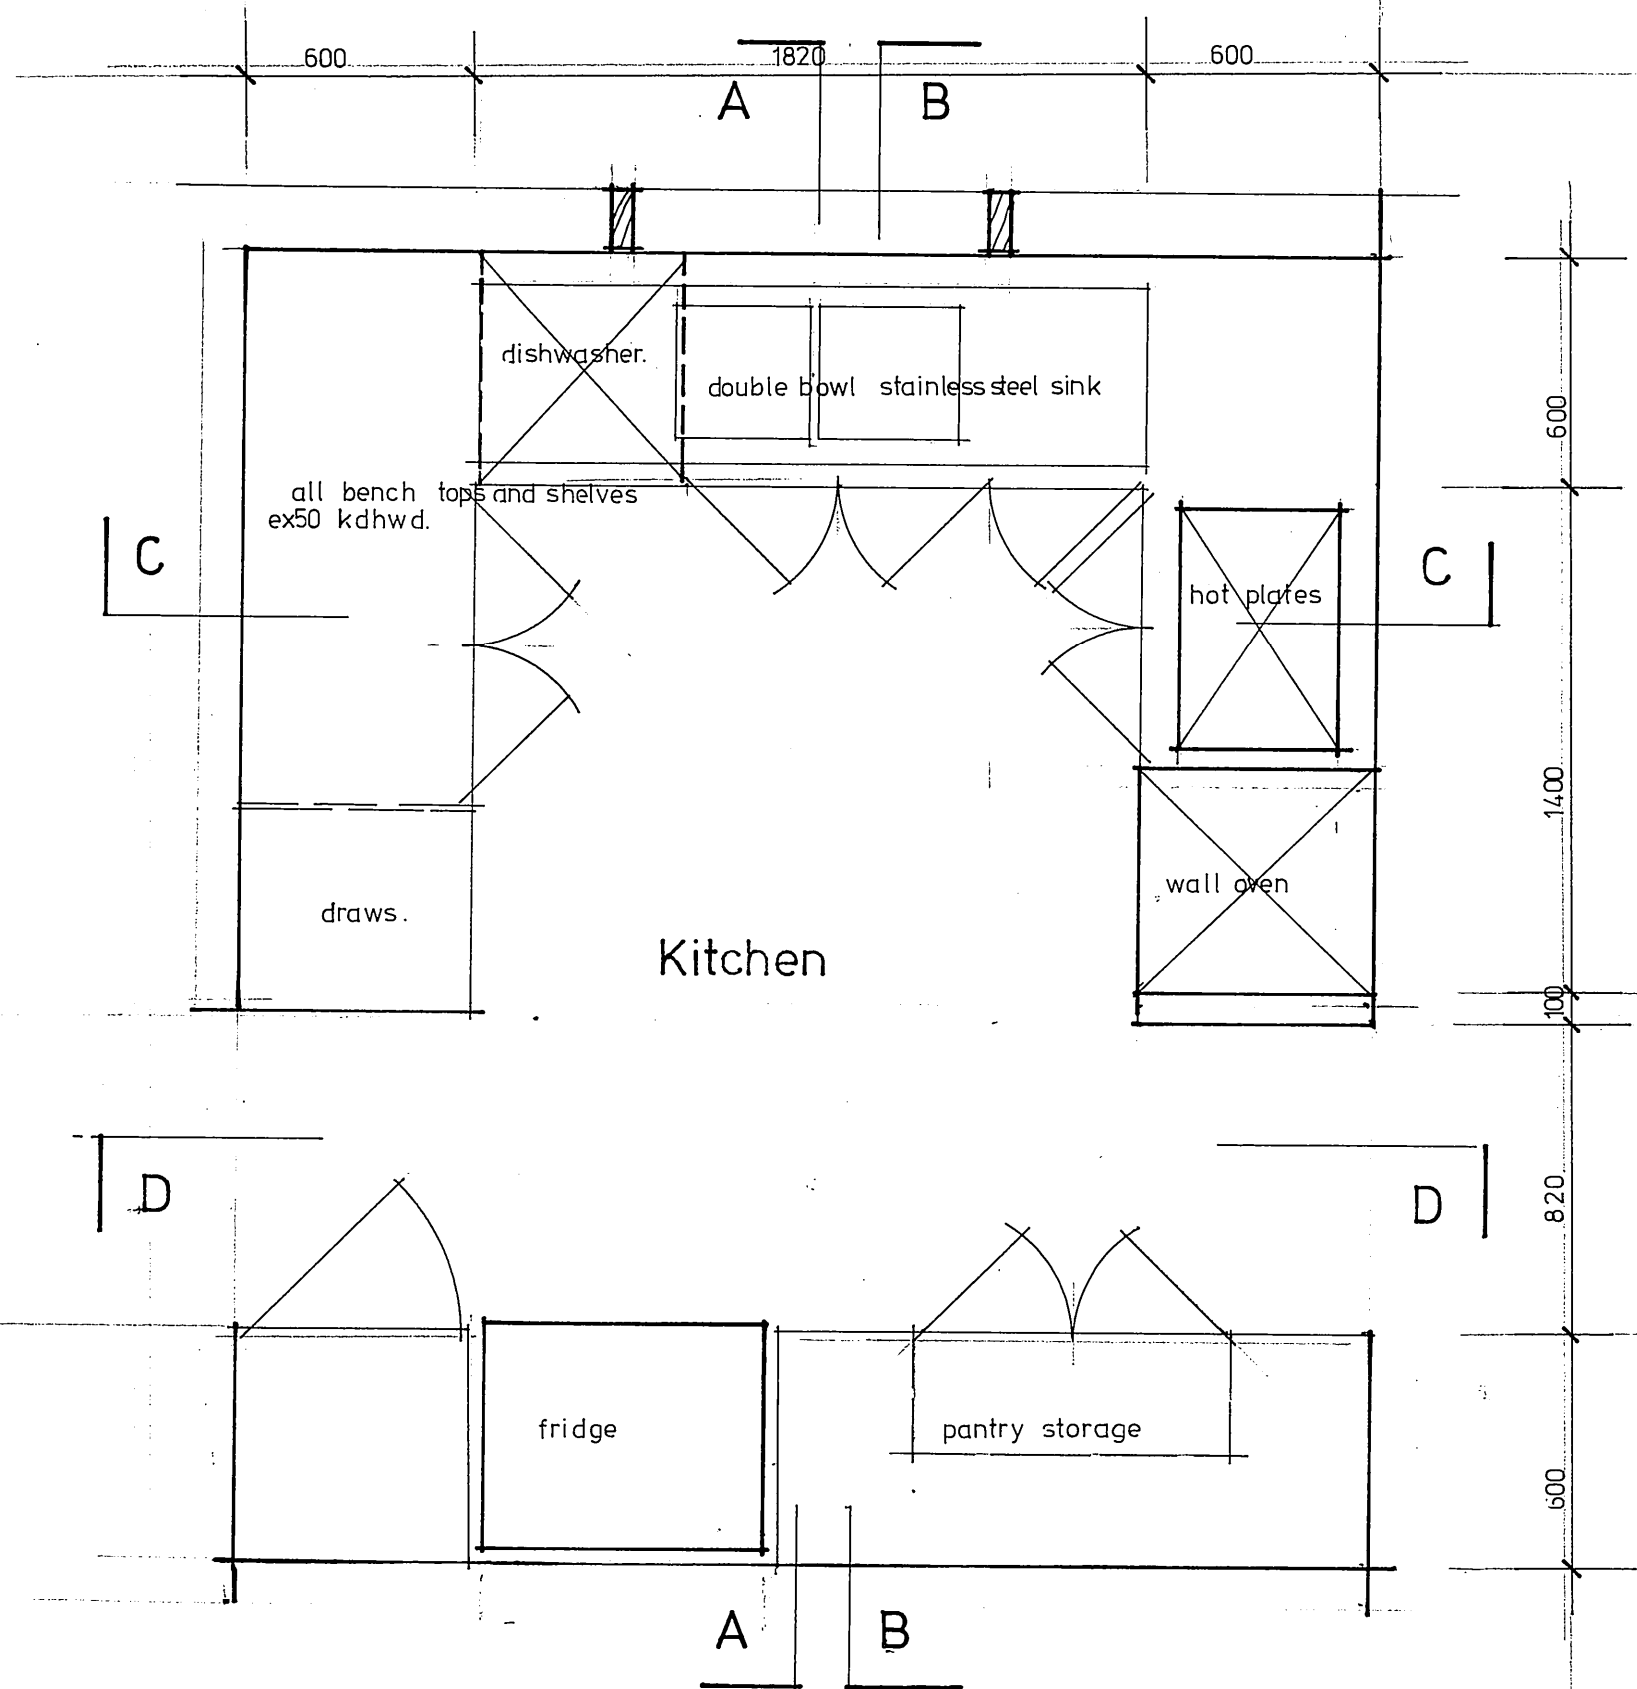 600 1820 600
A B
dishwasher.
double bowl stainless steel sink
600
all bench tops and shelves
ex50 kdhwd.
C C
hot plates
1400
wall oven
draws.
Kitchen
100
D D
820
fridge
pantry storage
600
A B